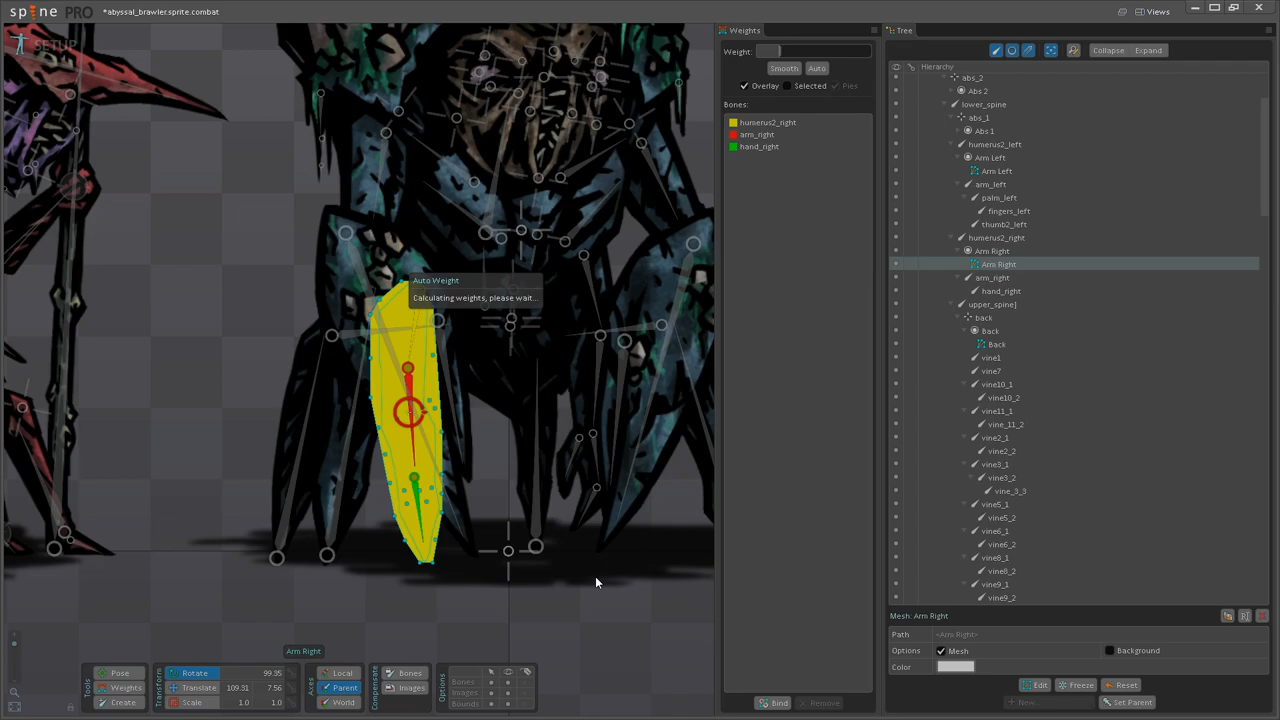 spine PRO *abyssal_brawler.sprite.combat Views
SETUP
Weights
Weight:
Smooth Auto
Overlay Selected Pies
Bones:
humerus2_right
arm_right
hand_right
Auto Weight
Calculating weights, please wait...
Bind Remove
Tree
Collapse Expand
Hierarchy
abs_2
Abs 2
lower_spine
abs_1
Abs 1
humerus2_left
Arm Left
Arm Left
arm_left
palm_left
fingers_left
thumb2_left
humerus2_right
Arm Right
Arm Right
arm_right
hand_right
upper_spine]
back
Back
Back
vine1
vine7
vine10_1
vine10_2
vine11_1
vine_11_2
vine2_1
vine2_2
vine3_1
vine3_2
vine_3_3
vine5_1
vine5_2
vine6_1
vine6_2
vine8_1
vine8_2
vine9_1
vine9_2
Mesh: Arm Right
Path <Arm Right>
Options Mesh Background
Color
Edit Freeze Reset
New... Set Parent
Arm Right
Tools
Pose
Weights
Create
Transform
Rotate 99.35
Translate 109.31 7.56
Scale 1.0 1.0
Axes
Local
Parent
World
Compensate
Bones
Images
Options
Bones
Images
Bounds